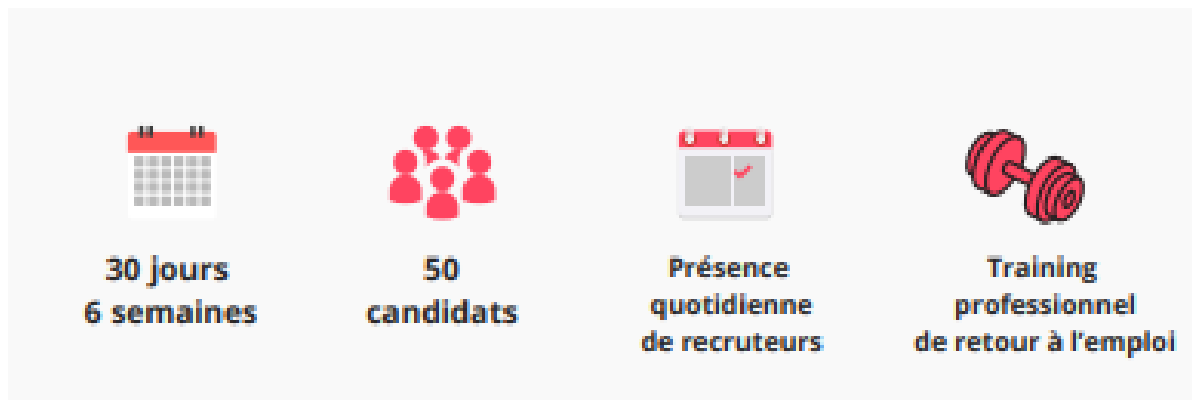 30 jours
6 semaines
50
candidats
Présence
quotidienne
de recruteurs
Training
professionnel
de retour à l'emploi